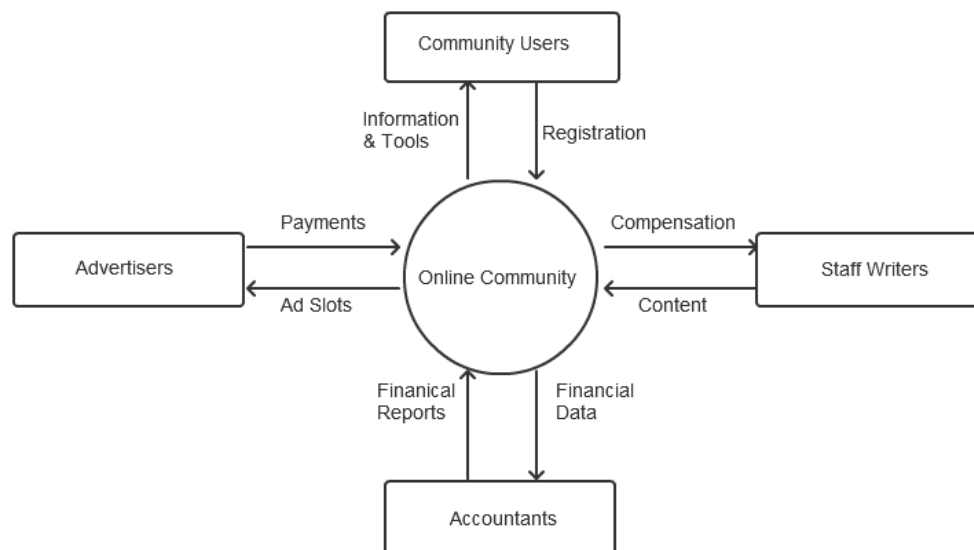 Community Users
Information
& Tools
Registration
Payments
Compensation
Advertisers
Online Community
Staff Writers
Ad Slots
Content
Finanical
Reports
Financial
Data
Accountants